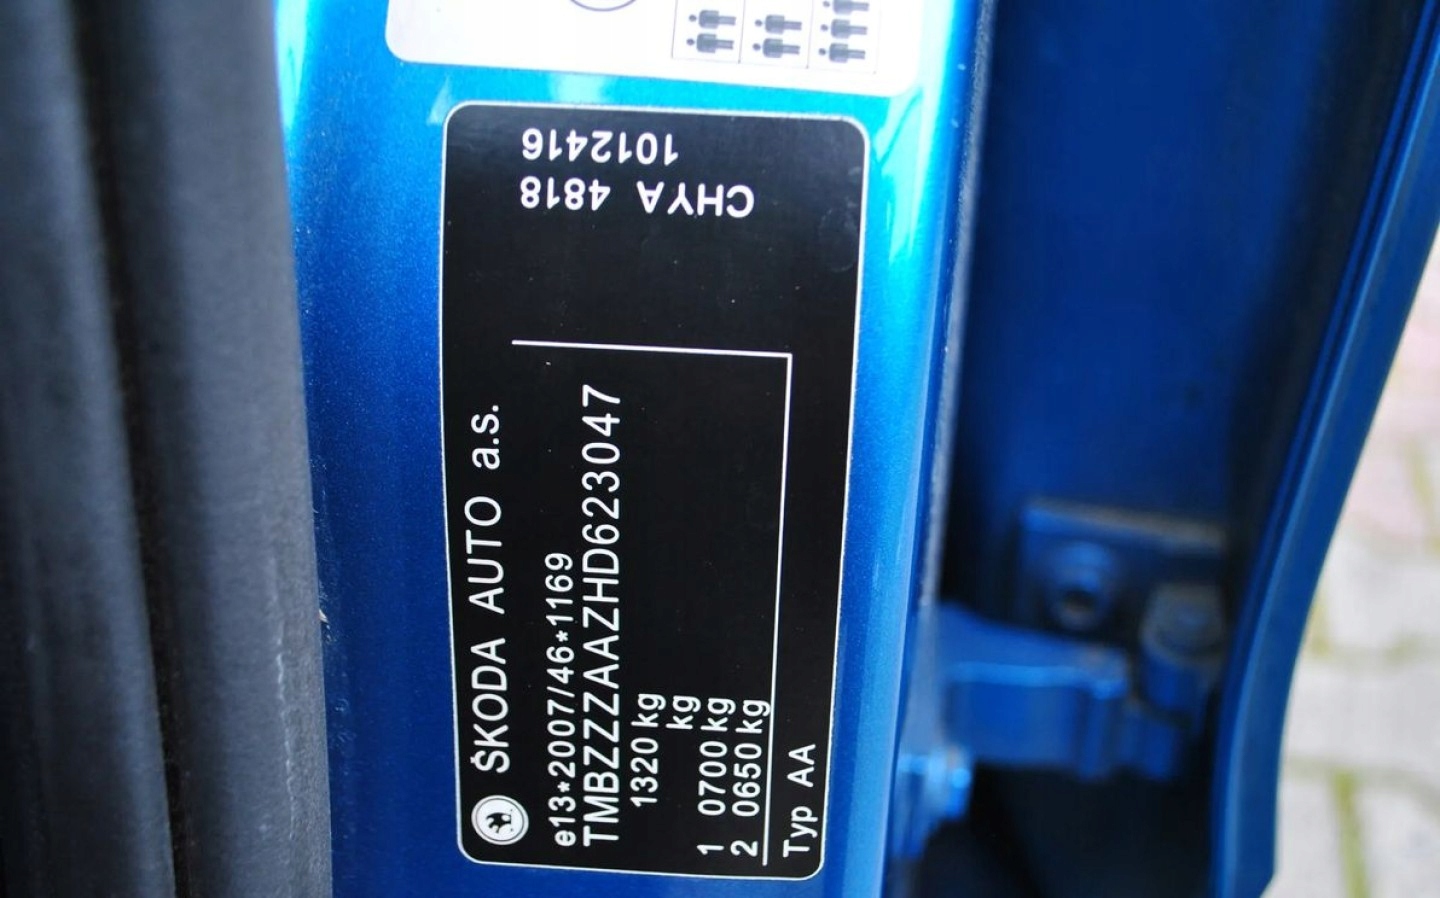 ŠKODA AUTO a.s.
e13*2007/46*1169
TMBZZZAAZHD623047
1320 kg
kg
1 0700 kg
2 0650 kg
Typ AA
CHYA 4818
1012416